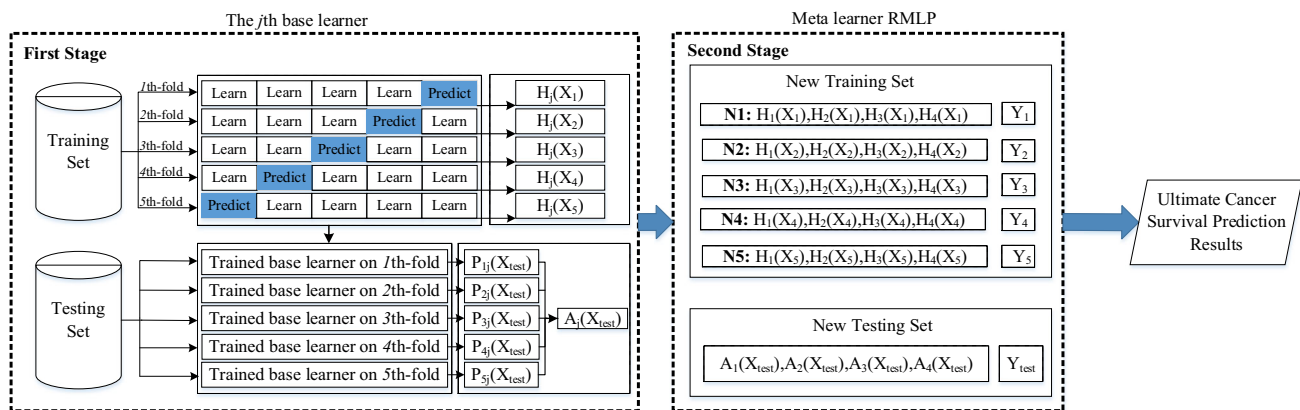 The jth base learner
First Stage
Training
Set
1th-fold
2th-fold
3th-fold
4th-fold
5th-fold
Learn Learn Learn Learn Predict
Learn Learn Learn Predict Learn
Learn Learn Predict Learn Learn
Learn Predict Learn Learn Learn
Predict Learn Learn Learn Learn
Hj(X1)
Hj(X2)
Hj(X3)
Hj(X4)
Hj(X5)
Testing
Set
Trained base learner on 1th-fold
Trained base learner on 2th-fold
Trained base learner on 3th-fold
Trained base learner on 4th-fold
Trained base learner on 5th-fold
P1j(Xtest)
P2j(Xtest)
P3j(Xtest)
P4j(Xtest)
P5j(Xtest)
Aj(Xtest)
Meta learner RMLP
Second Stage
New Training Set
N1: H1(X1),H2(X1),H3(X1),H4(X1) Y1
N2: H1(X2),H2(X2),H3(X2),H4(X2) Y2
N3: H1(X3),H2(X3),H3(X3),H4(X3) Y3
N4: H1(X4),H2(X4),H3(X4),H4(X4) Y4
N5: H1(X5),H2(X5),H3(X5),H4(X5) Y5
New Testing Set
A1(Xtest),A2(Xtest),A3(Xtest),A4(Xtest) Ytest
Ultimate Cancer
Survival Prediction
Results